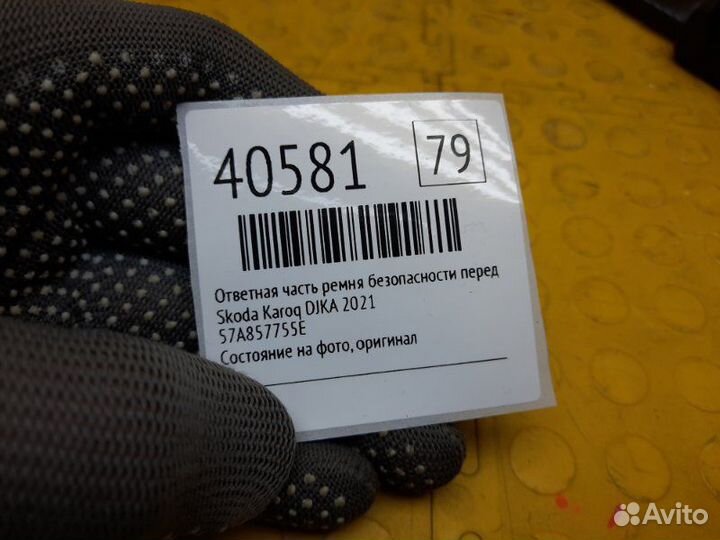 40581
79
Ответная часть ремня безопасности перед
Skoda Karoq DJKA 2021
57A857755E
Состояние на фото, оригинал
Avito